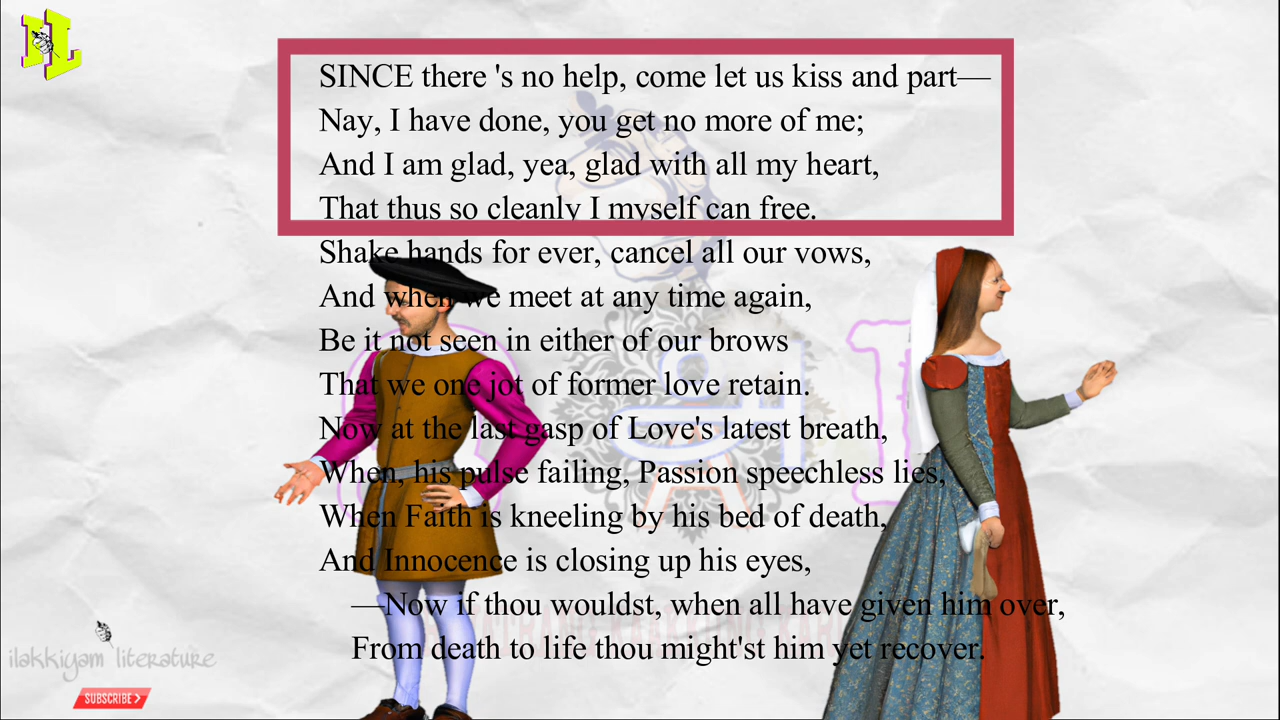 IL
SINCE there 's no help, come let us kiss and part—
Nay, I have done, you get no more of me;
And I am glad, yea, glad with all my heart,
That thus so cleanly I myself can free.
Shake hands for ever, cancel all our vows,
And when we meet at any time again,
Be it not seen in either of our brows
That we one jot of former love retain.
Now at the last gasp of Love's latest breath,
When, his pulse failing, Passion speechless lies,
When Faith is kneeling by his bed of death,
And Innocence is closing up his eyes,
—Now if thou wouldst, when all have given him over,
From death to life thou might'st him yet recover.
ilakkiyam literature
SUBSCRIBE >